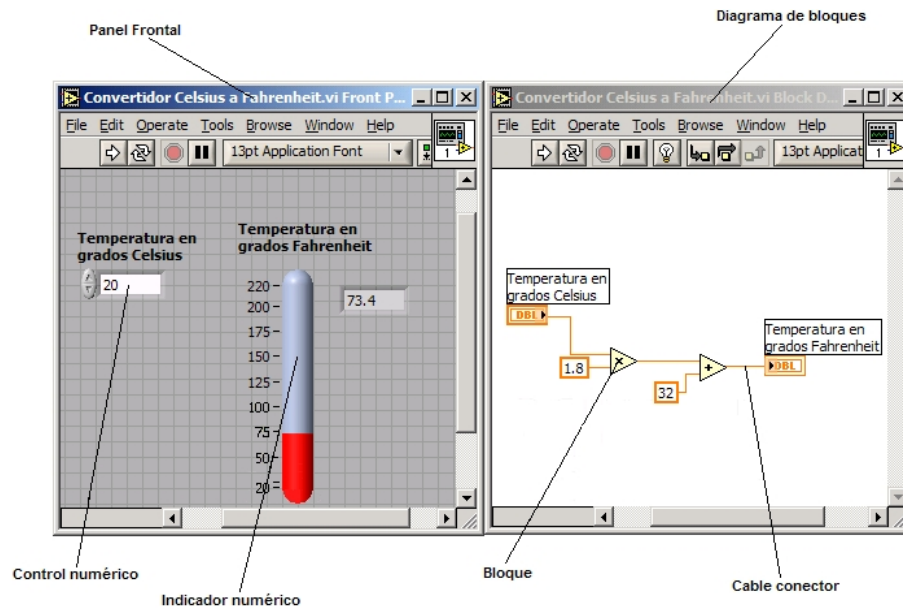 Panel Frontal
Diagrama de bloques
Convertidor Celsius a Fahrenheit.vi Front P...
File Edit Operate Tools Browse Window Help
13pt Application Font
1
Temperatura en
grados Celsius
20
Temperatura en
grados Fahrenheit
220
200
175
150
125
100
75
50
20
73.4
Convertidor Celsius a Fahrenheit.vi Block D...
File Edit Operate Tools Browse Window Help
13pt Applicat
1
Temperatura en
grados Celsius
DBL
1.8
×
32
+
Temperatura en
grados Fahrenheit
DBL
Control numérico
Indicador numérico
Bloque
Cable conector